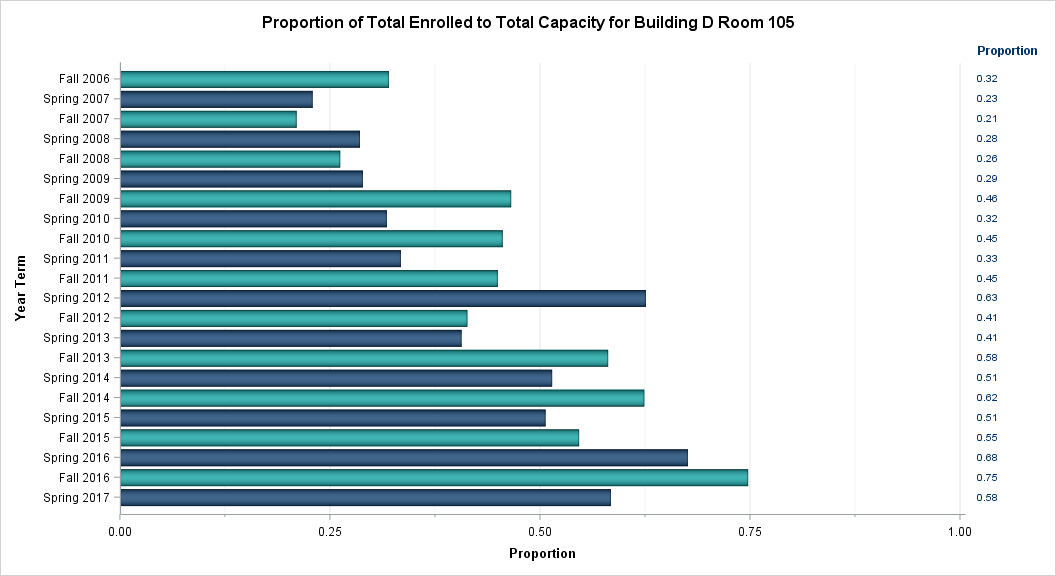 Proportion of Total Enrolled to Total Capacity for Building D Room 105
Proportion
Fall 2006 0.32
Spring 2007 0.23
Fall 2007 0.21
Spring 2008 0.28
Fall 2008 0.26
Spring 2009 0.29
Fall 2009 0.46
Spring 2010 0.32
Fall 2010 0.45
Spring 2011 0.33
Fall 2011 0.45
Spring 2012 0.63
Fall 2012 0.41
Spring 2013 0.41
Fall 2013 0.58
Spring 2014 0.51
Fall 2014 0.62
Spring 2015 0.51
Fall 2015 0.55
Spring 2016 0.68
Fall 2016 0.75
Spring 2017 0.58
Year Term
0.00 0.25 0.50 0.75 1.00
Proportion